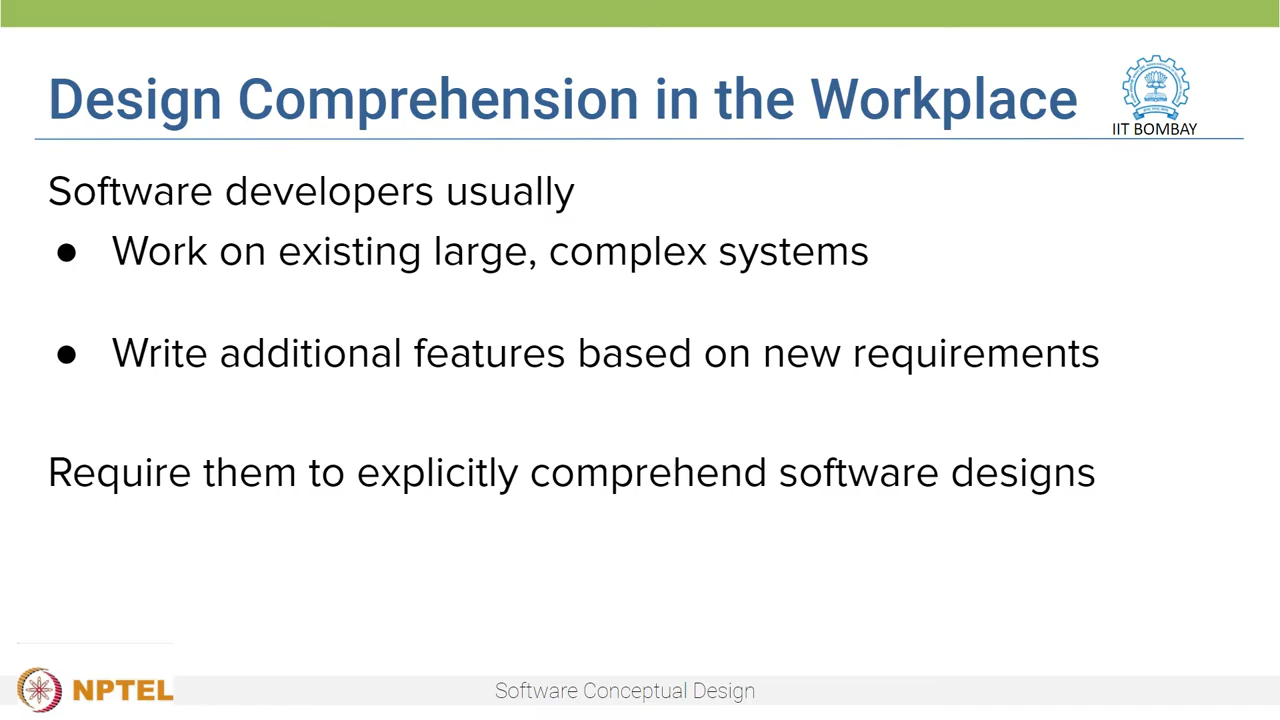 Design Comprehension in the Workplace
IIT BOMBAY
Software developers usually
● Work on existing large, complex systems
● Write additional features based on new requirements
Require them to explicitly comprehend software designs
NPTEL
Software Conceptual Design